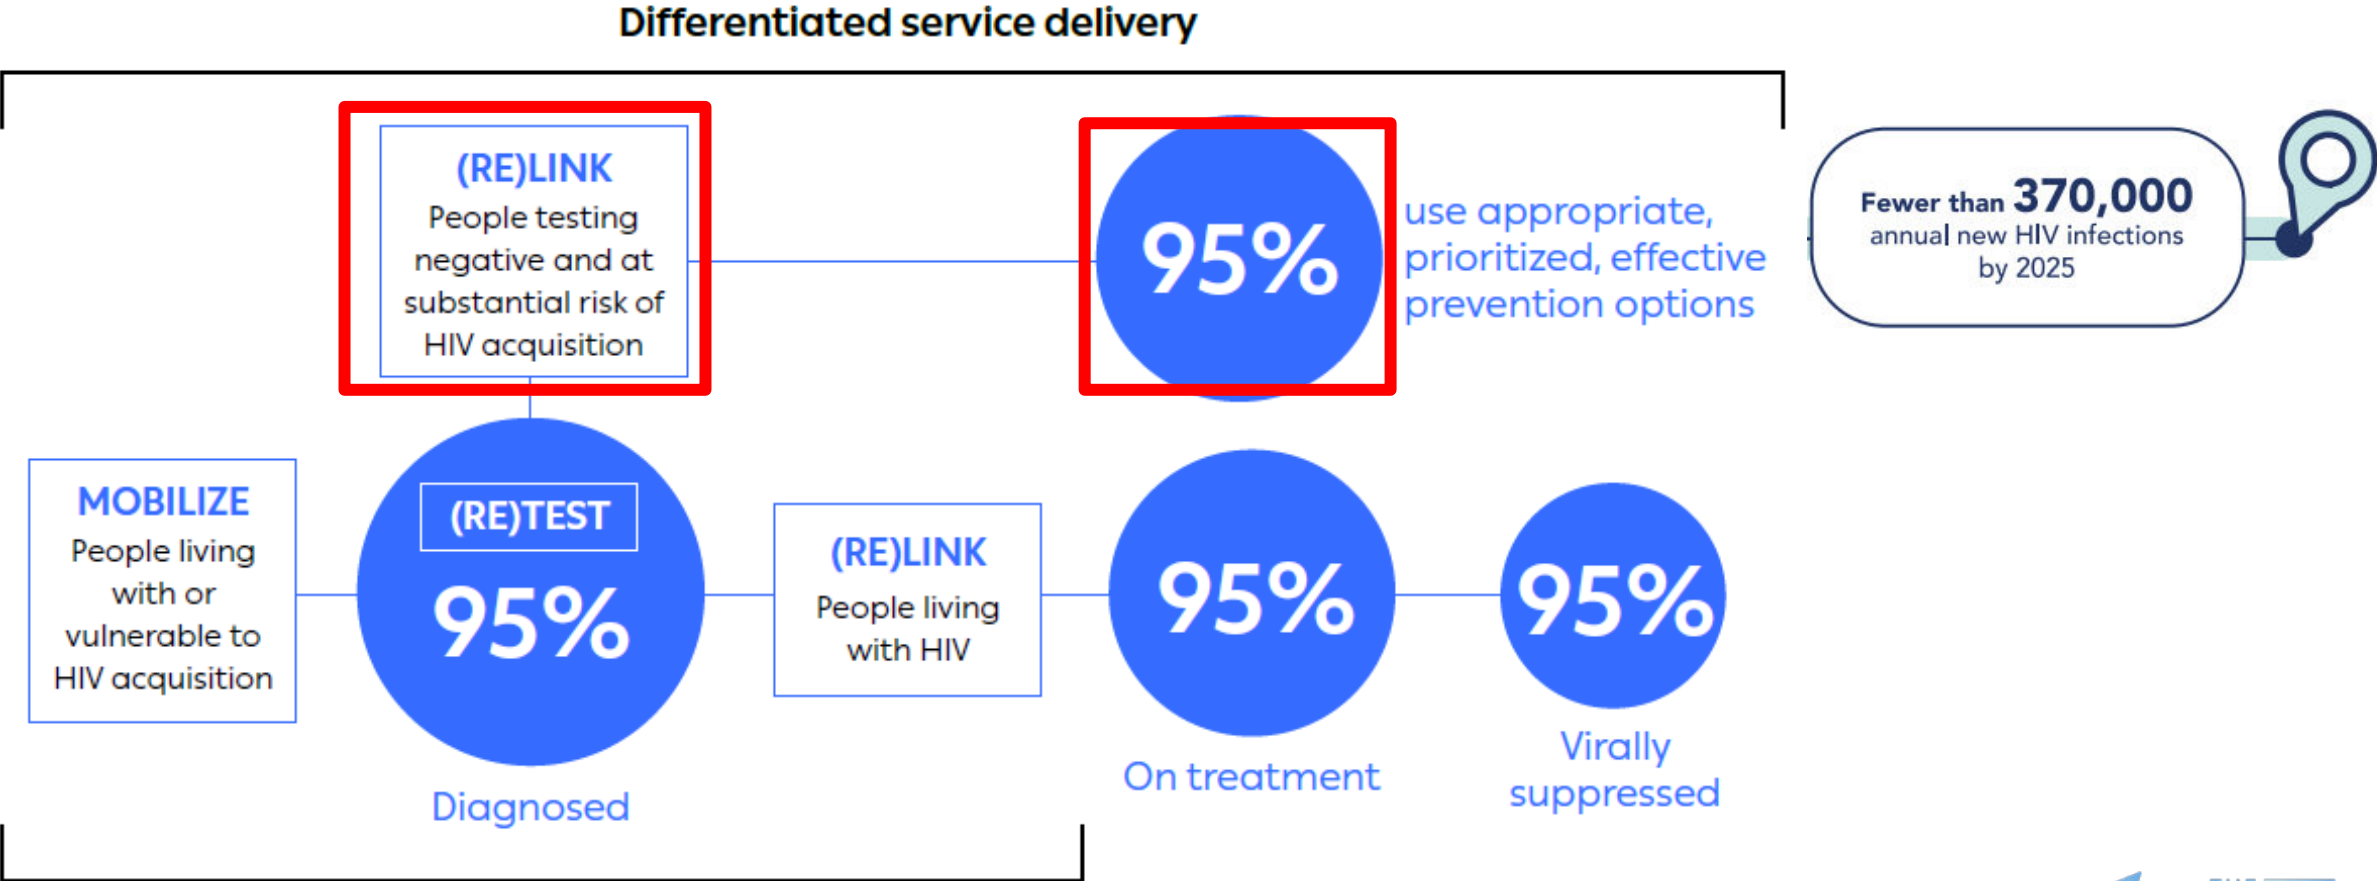 Differentiated service delivery
(RE)LINK
People testing
negative and at
substantial risk of
HIV acquisition
95%
use appropriate,
prioritized, effective
prevention options
Fewer than 370,000
annual new HIV infections
by 2025
MOBILIZE
People living
with or
vulnerable to
HIV acquisition
(RE)TEST
95%
Diagnosed
(RE)LINK
People living
with HIV
95%
On treatment
95%
Virally
suppressed